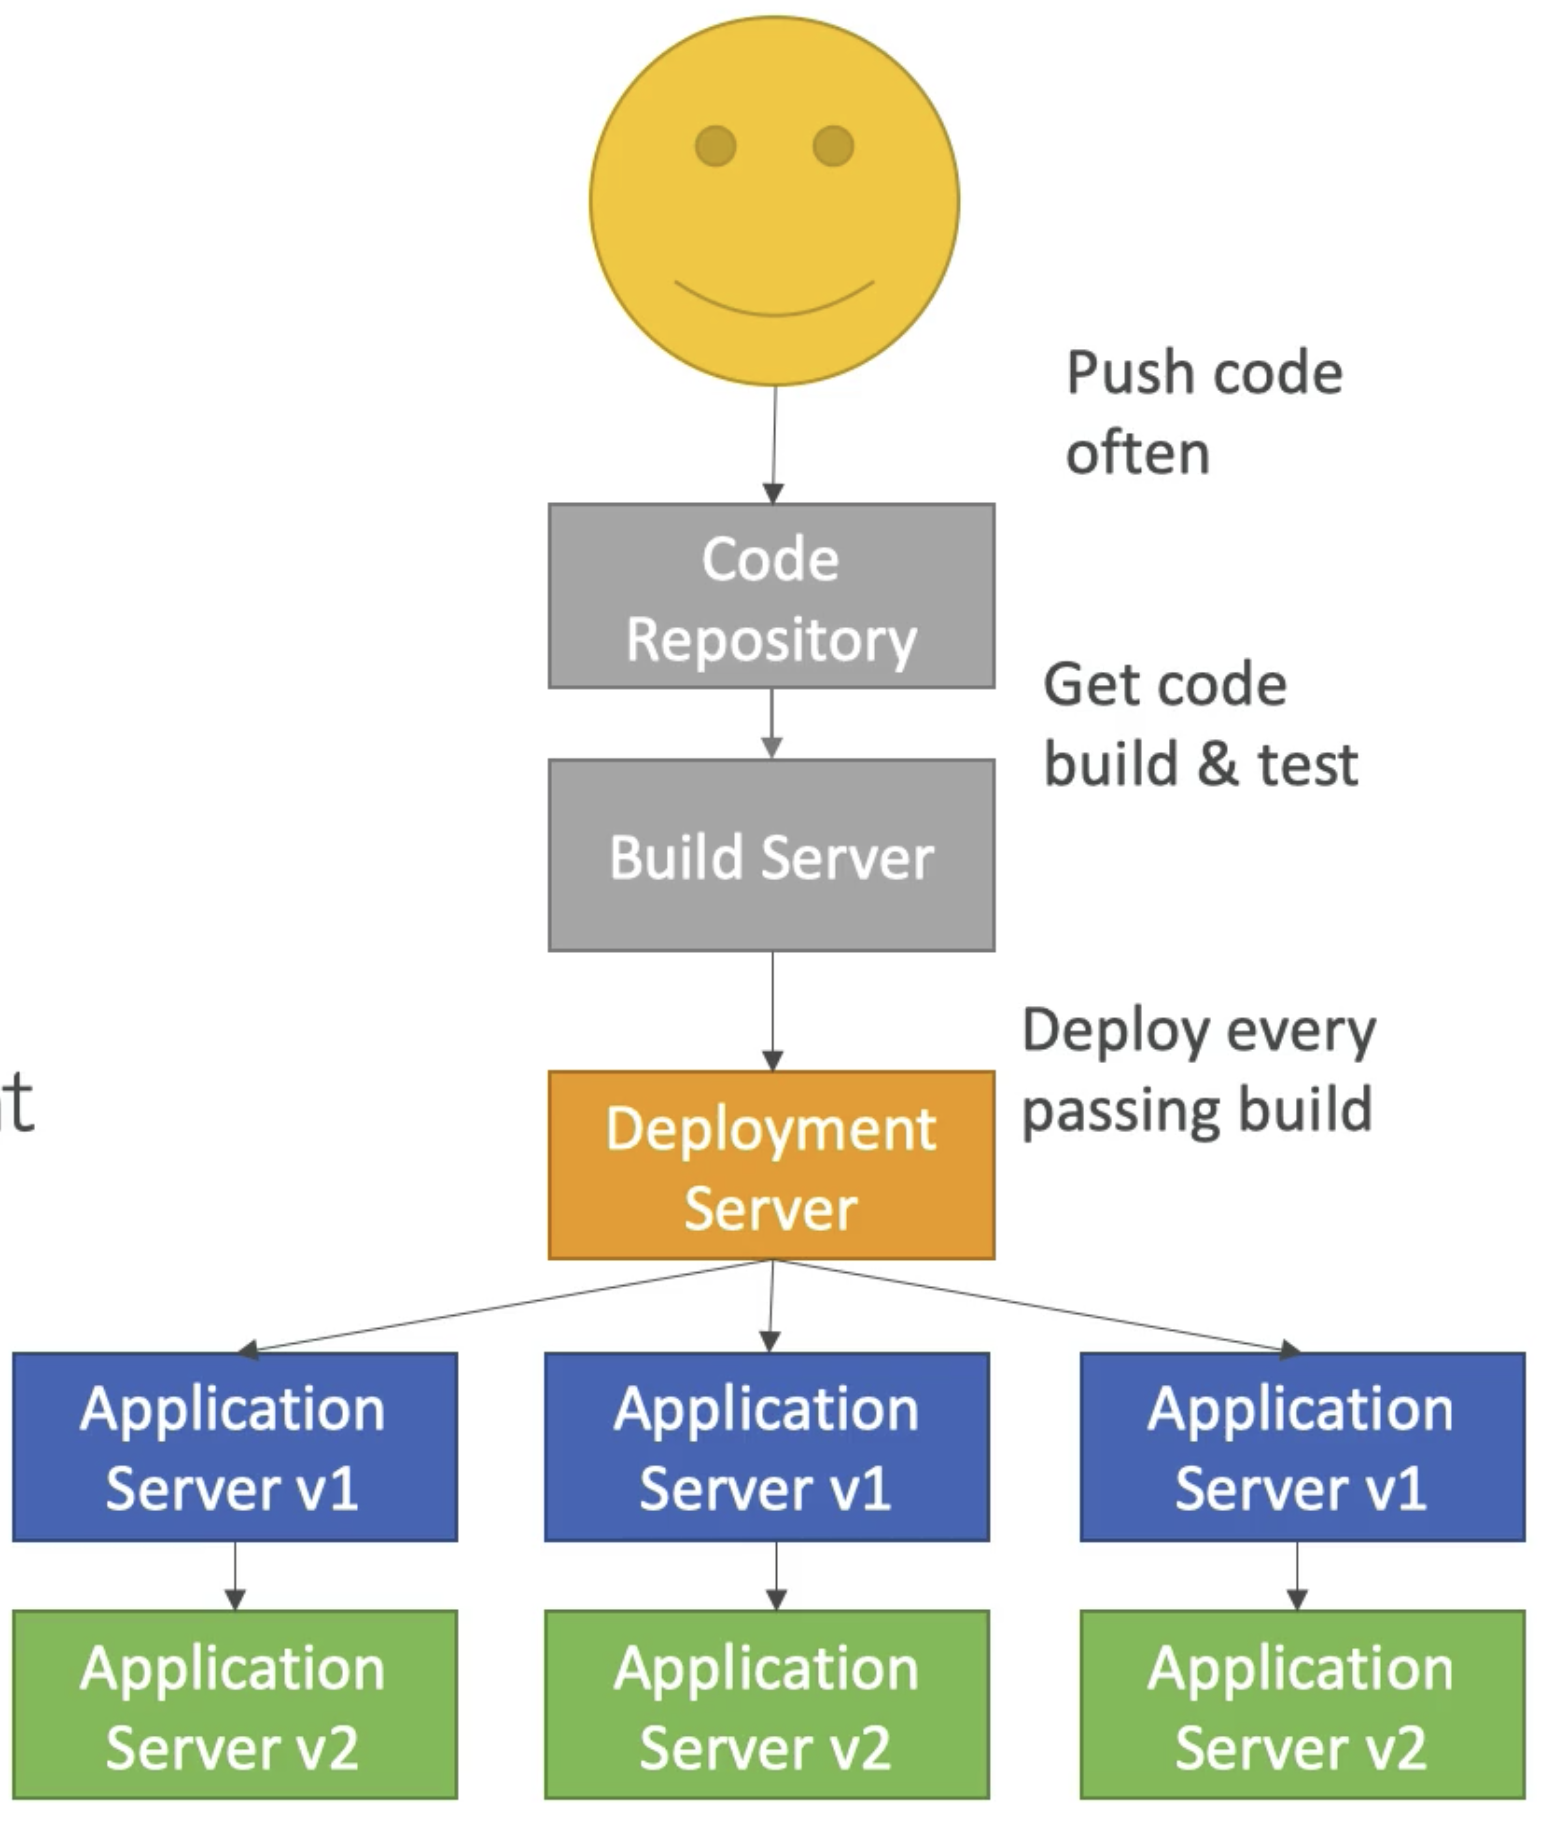 Push code
often
Code
Repository
Get code
build & test
Build Server
Deploy every
passing build
Deployment
Server
Application
Server v1
Application
Server v1
Application
Server v1
Application
Server v2
Application
Server v2
Application
Server v2